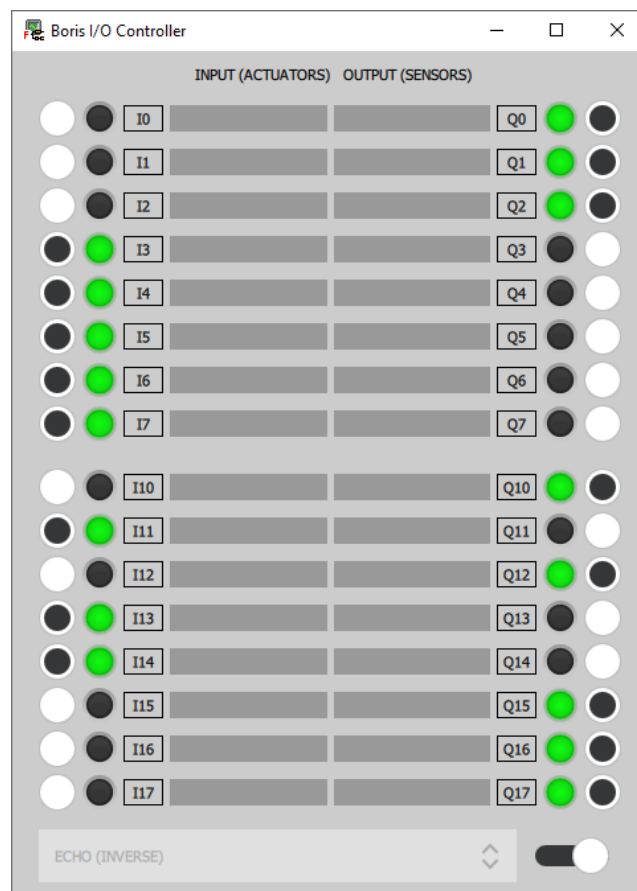 Boris I/O Controller
INPUT (ACTUATORS) OUTPUT (SENSORS)
I0 Q0
I1 Q1
I2 Q2
I3 Q3
I4 Q4
I5 Q5
I6 Q6
I7 Q7
I10 Q10
I11 Q11
I12 Q12
I13 Q13
I14 Q14
I15 Q15
I16 Q16
I17 Q17
ECHO (INVERSE)